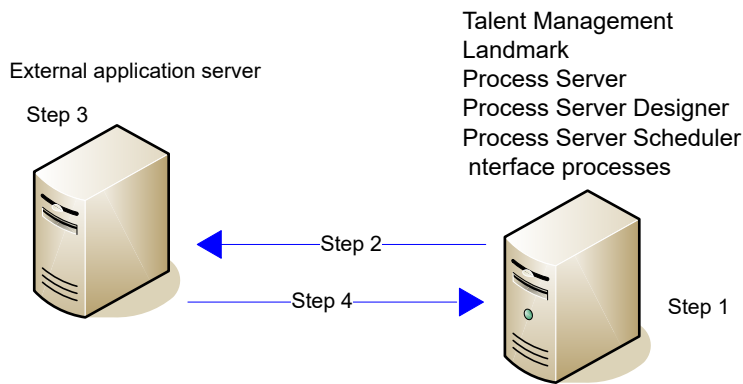 Talent Management
Landmark
Process Server
Process Server Designer
Process Server Scheduler
nterface processes
External application server
Step 3
Step 2
Step 4
Step 1